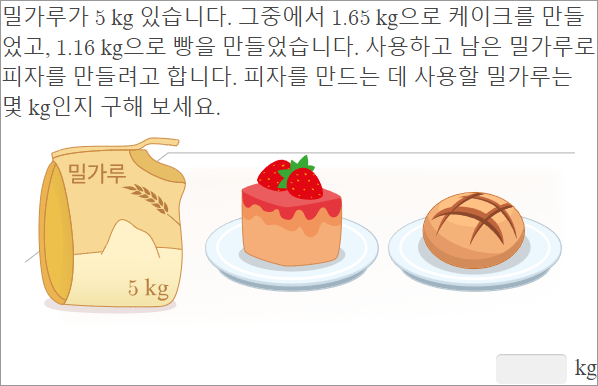 밀가루가 5 kg 있습니다. 그중에서 1.65 kg으로 케이크를 만들
었고, 1.16 kg으로 빵을 만들었습니다. 사용하고 남은 밀가루로
피자를 만들려고 합니다. 피자를 만드는 데 사용할 밀가루는
몇 kg인지 구해 보세요.
밀가루
5 kg
kg